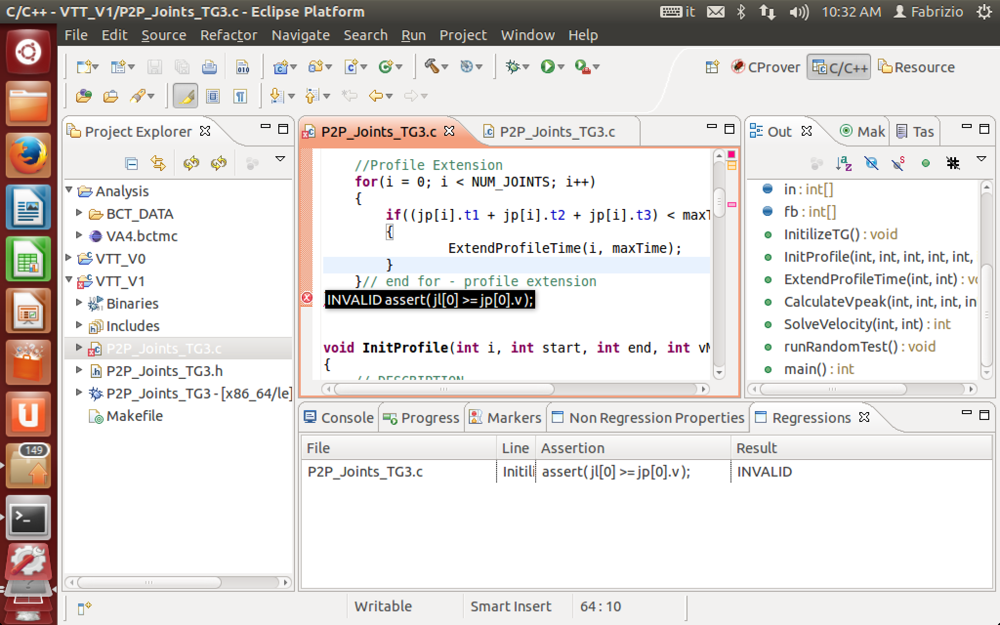 C/C++ - VTT_V1/P2P_Joints_TG3.c - Eclipse Platform
it
10:32 AM
Fabrizio
File Edit Source Refactor Navigate Search Run Project Window Help
CProver
C/C++
Resource
Project Explorer
Analysis
BCT_DATA
VA4.bctmc
VTT_V0
VTT_V1
Binaries
Includes
P2P_Joints_TG3.c
P2P_Joints_TG3.h
P2P_Joints_TG3 - [x86_64/le]
Makefile
149
P2P_Joints_TG3.c
P2P_Joints_TG3.c
//Profile Extension
for(i = 0; i < NUM_JOINTS; i++)
{
if((jp[i].t1 + jp[i].t2 + jp[i].t3) < maxT
{
ExtendProfileTime(i, maxTime);
}
}// end for - profile extension
INVALID assert( jl[0] >= jp[0].v );
void InitProfile(int i, int start, int end, int vM
{
// DESCRIPTION
Out
Mak
Tas
in : int[]
fb : int[]
InitilizeTG() : void
InitProfile(int, int, int, int, int,
ExtendProfileTime(int, int) : vo
CalculateVpeak(int, int, int, in
SolveVelocity(int, int) : int
runRandomTest() : void
main() : int
Console
Progress
Markers
Non Regression Properties
Regressions
File Line Assertion Result
P2P_Joints_TG3.c Initili assert( jl[0] >= jp[0].v ); INVALID
Writable
Smart Insert
64 : 10